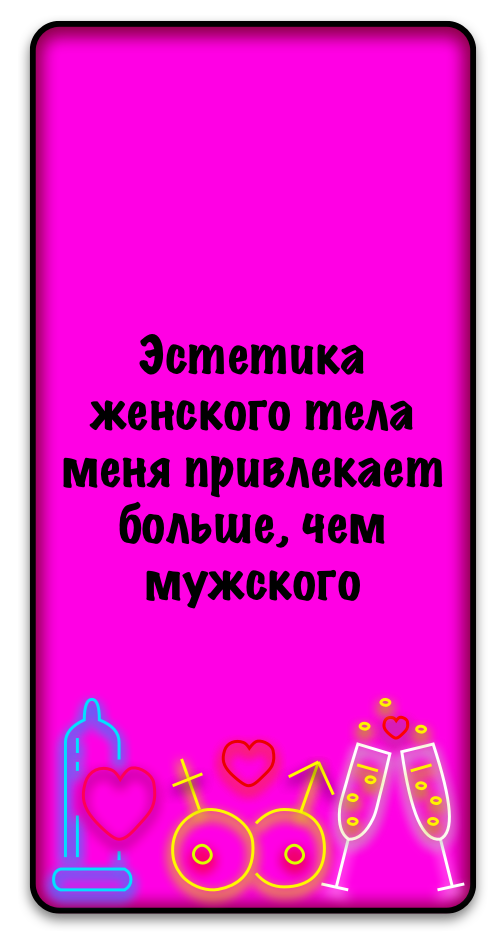 Эстетика
женского тела
меня привлекает
больше, чем
мужского